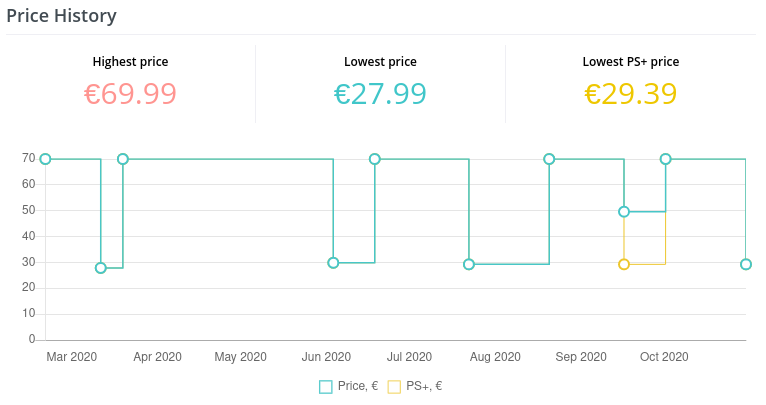 Price History
Highest price
€69.99
Lowest price
€27.99
Lowest PS+ price
€29.39
70
60
50
40
30
20
10
0
Mar 2020 Apr 2020 May 2020 Jun 2020 Jul 2020 Aug 2020 Sep 2020 Oct 2020
Price, € PS+, €